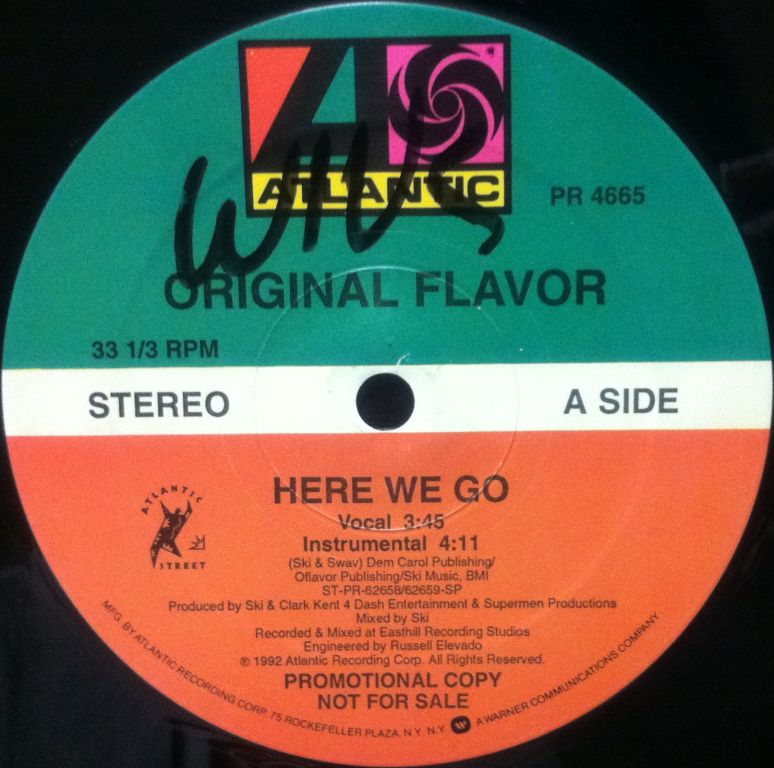 ATLANTIC
PR 4665
ORIGINAL FLAVOR
33 1/3 RPM
STEREO
A SIDE
HERE WE GO
Vocal 3:45
Instrumental 4:11
(Ski & Swav) Dem Carol Publishing/
Oflavor Publishing/Ski Music, BMI
ST-PR-62658/62659-SP
Produced by Ski & Clark Kent 4 Dash Entertainment & Supermen Productions
Mixed by Ski
Recorded & Mixed at Easthill Recording Studios
Engineered by Russell Elevado
℗ 1992 Atlantic Recording Corp. All Rights Reserved.
PROMOTIONAL COPY
NOT FOR SALE
ATLANTIC
STREET
MFG. BY ATLANTIC RECORDING CORP. 75 ROCKEFELLER PLAZA, N.Y. N.Y. A WARNER COMMUNICATIONS COMPANY